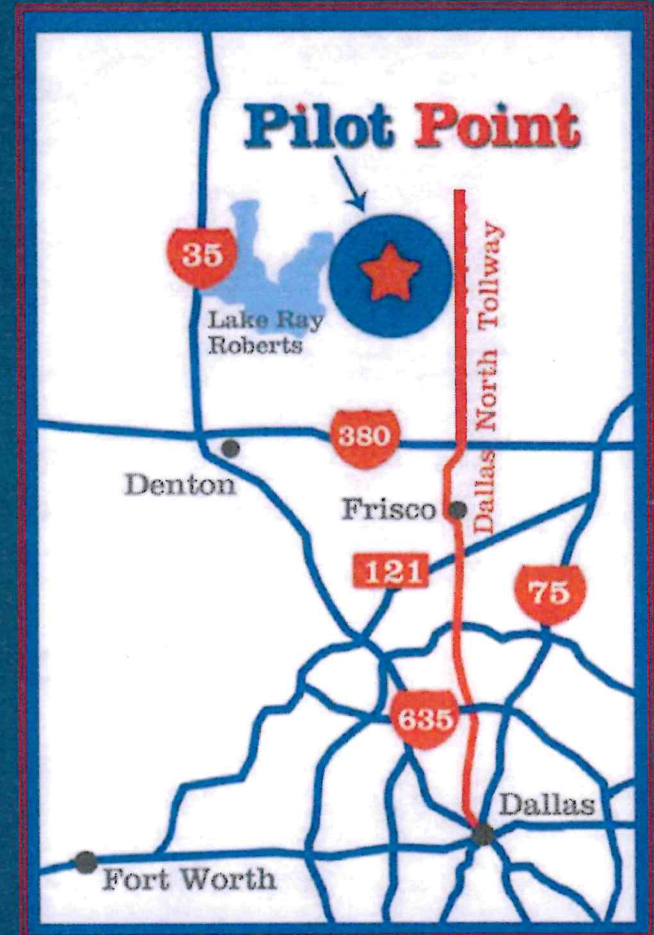 Pilot Point
35
Lake Ray
Roberts
Dallas North Tollway
380
Denton
Frisco
121
75
635
Dallas
Fort Worth